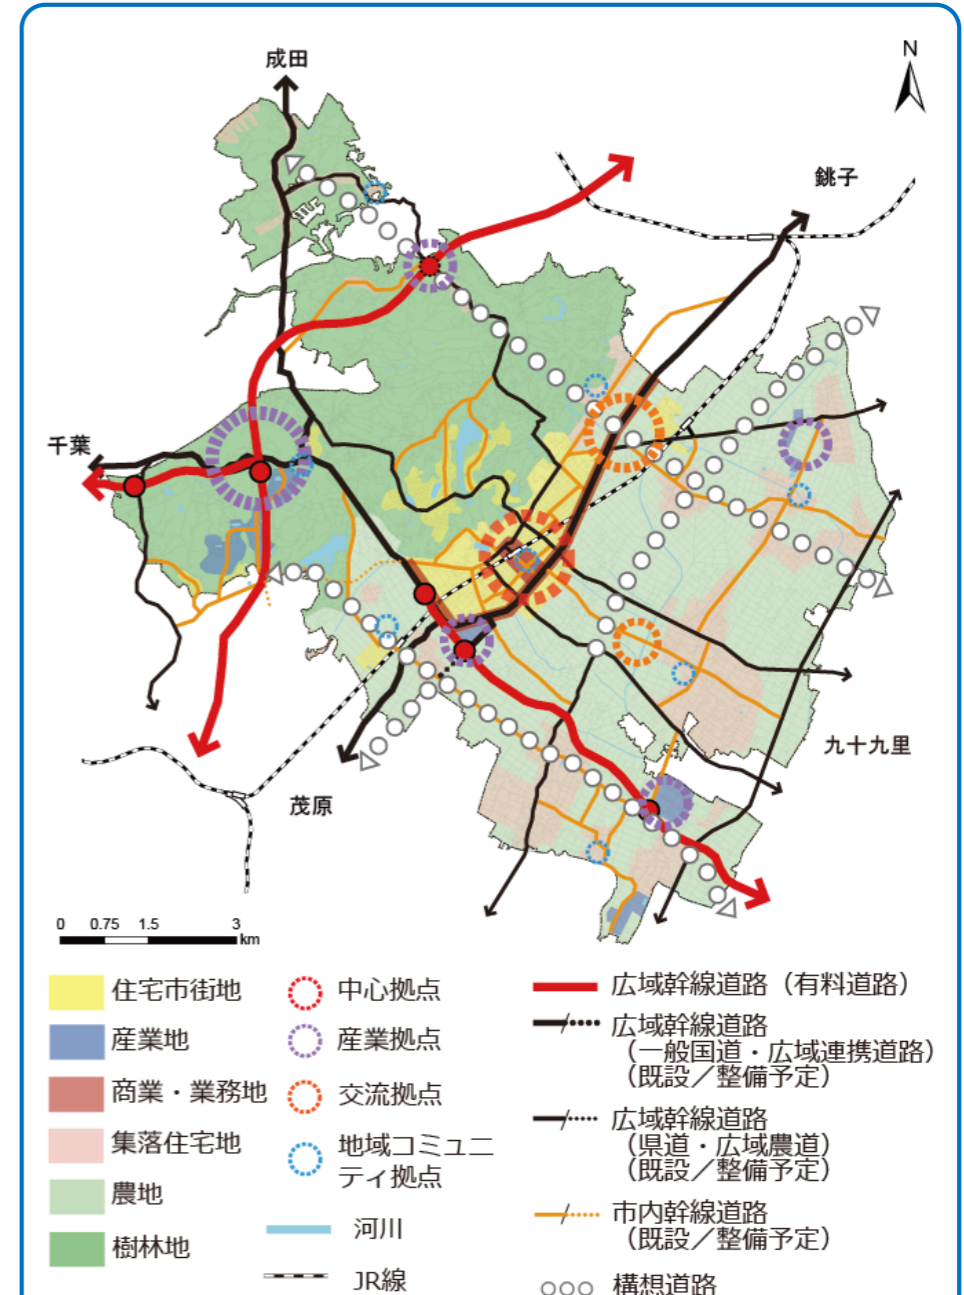 成田
N
銚子
千葉
九十九里
茂原
0 0.75 1.5 3
km
住宅市街地
産業地
商業・業務地
集落住宅地
農地
樹林地
中心拠点
産業拠点
交流拠点
地域コミュニ
ティ拠点
河川
JR線
広域幹線道路（有料道路）
広域幹線道路
（一般国道・広域連携道路）
（既設／整備予定）
広域幹線道路
（県道・広域農道）
（既設／整備予定）
市内幹線道路
（既設／整備予定）
構想道路